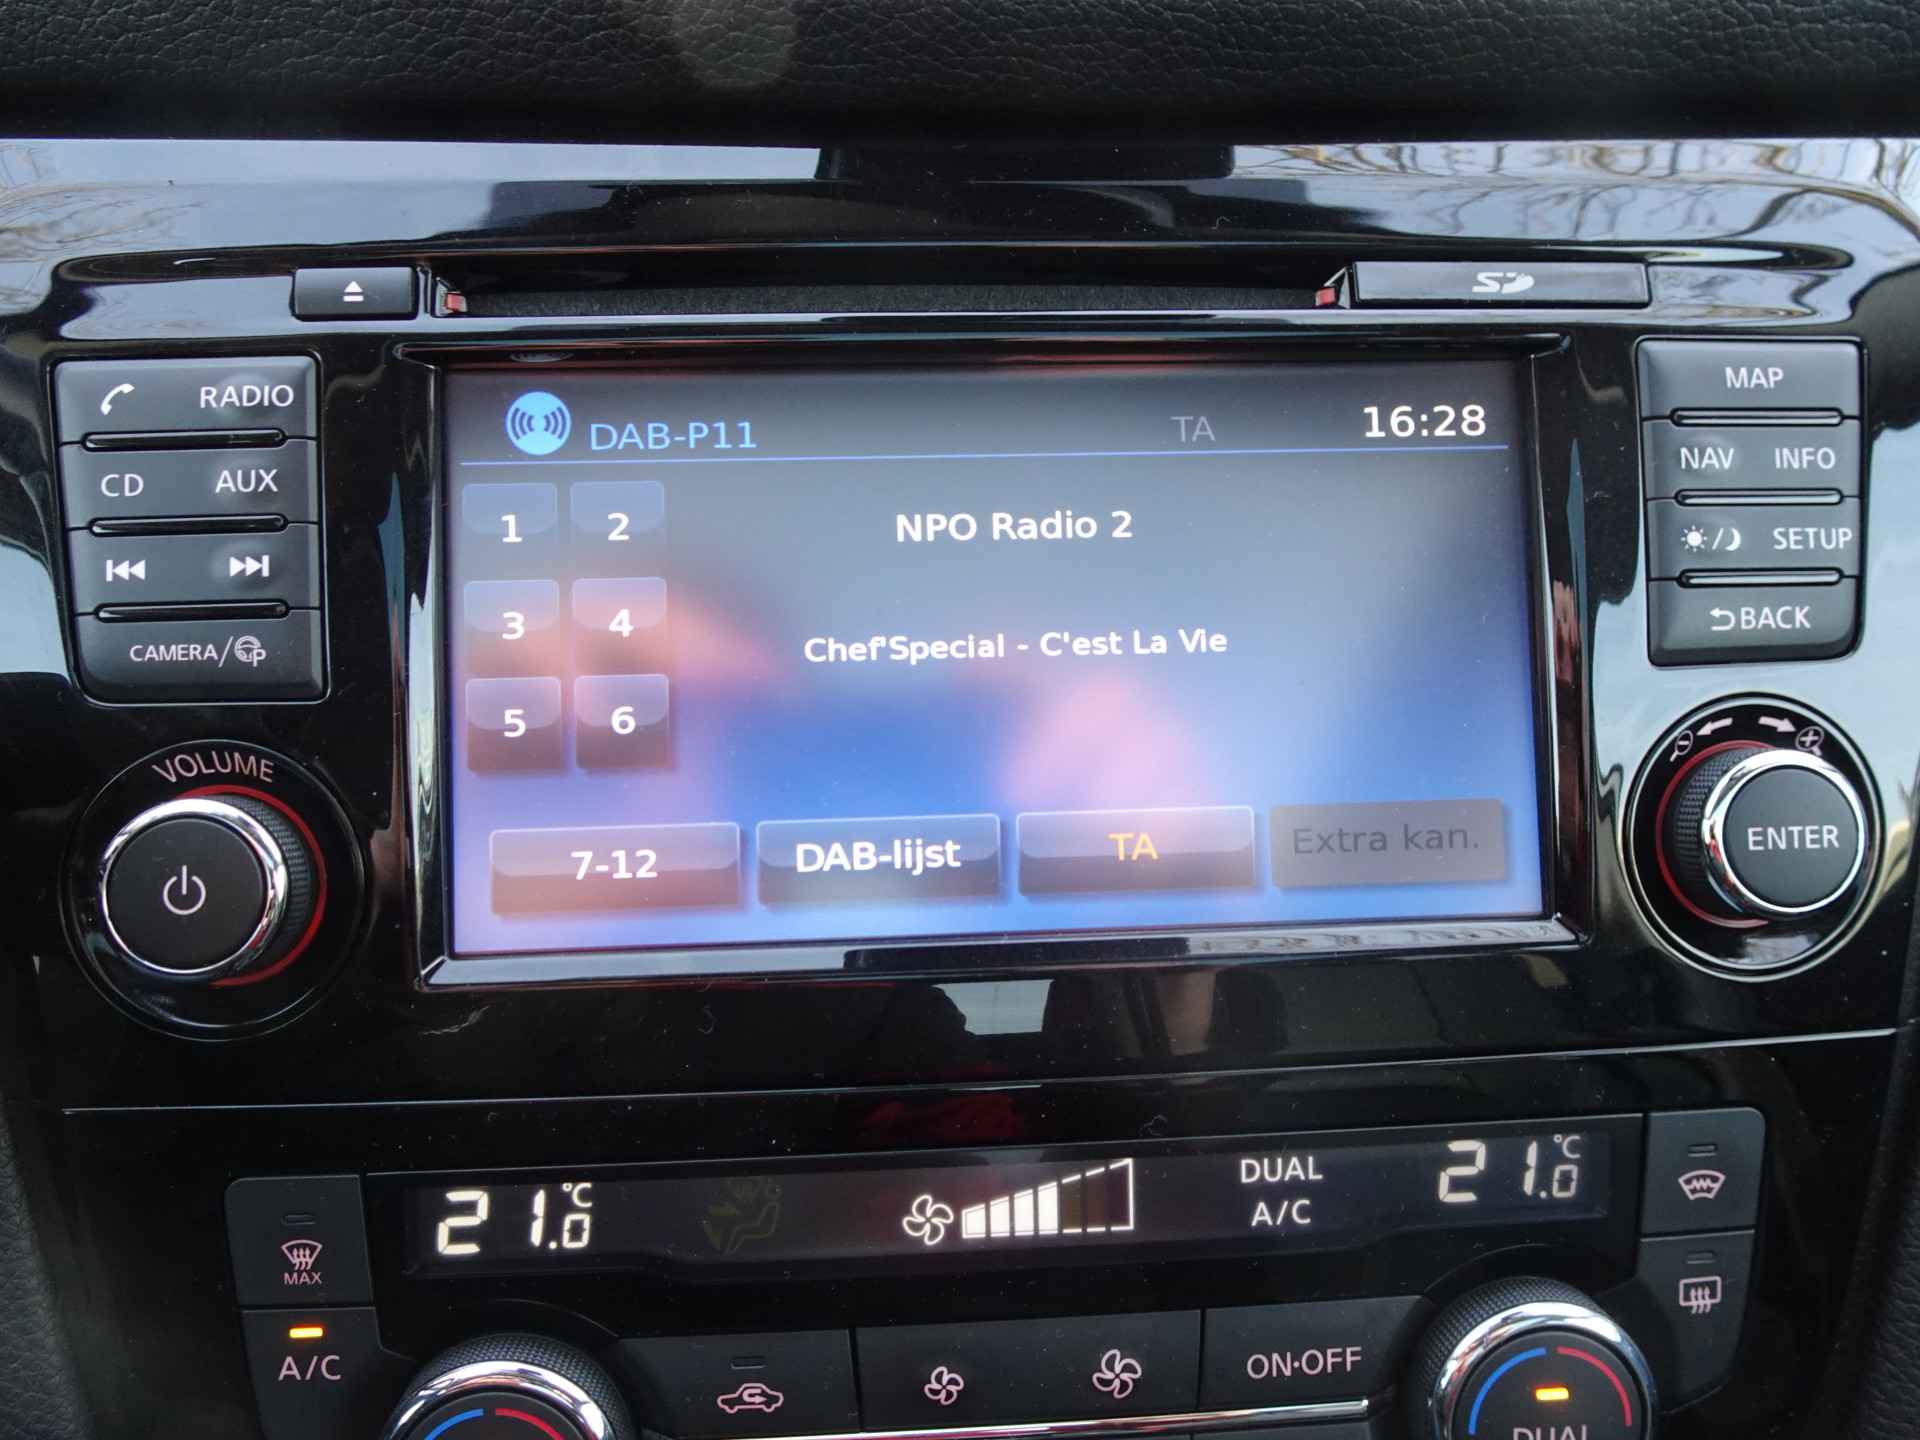 SD
RADIO
CD AUX
CAMERA/P
VOLUME
DAB-P11 TA 16:28
1 2
3 4
5 6
NPO Radio 2
Chef'Special - C'est La Vie
7-12 DAB-lijst TA Extra kan.
MAP
NAV INFO
SETUP
BACK
ENTER
21.0 °C
DUAL
A/C
21.0 °C
MAX
A/C
ON·OFF
DUAL